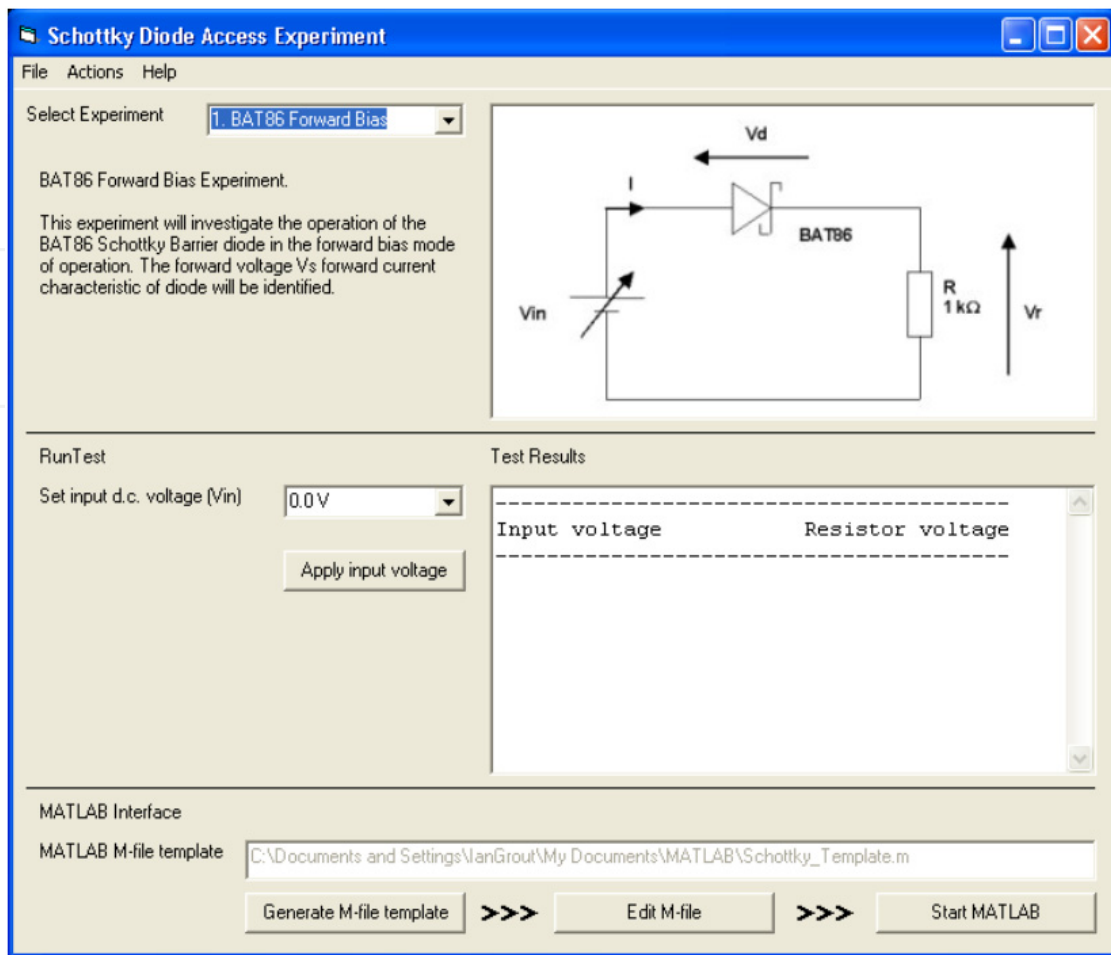 Schottky Diode Access Experiment
File Actions Help
Select Experiment
1. BAT86 Forward Bias
BAT86 Forward Bias Experiment.
This experiment will investigate the operation of the
BAT86 Schottky Barrier diode in the forward bias mode
of operation. The forward voltage Vs forward current
characteristic of diode will be identified.
Vd
I
BAT86
Vin
R
1 kΩ
Vr
RunTest
Set input d.c. voltage (Vin)
0.0 V
Apply input voltage
Test Results
---------------------------------------
Input voltage Resistor voltage
---------------------------------------
MATLAB Interface
MATLAB M-file template
C:\Documents and Settings\IanGrout\My Documents\MATLAB\Schottky_Template.m
Generate M-file template >>> Edit M-file >>> Start MATLAB